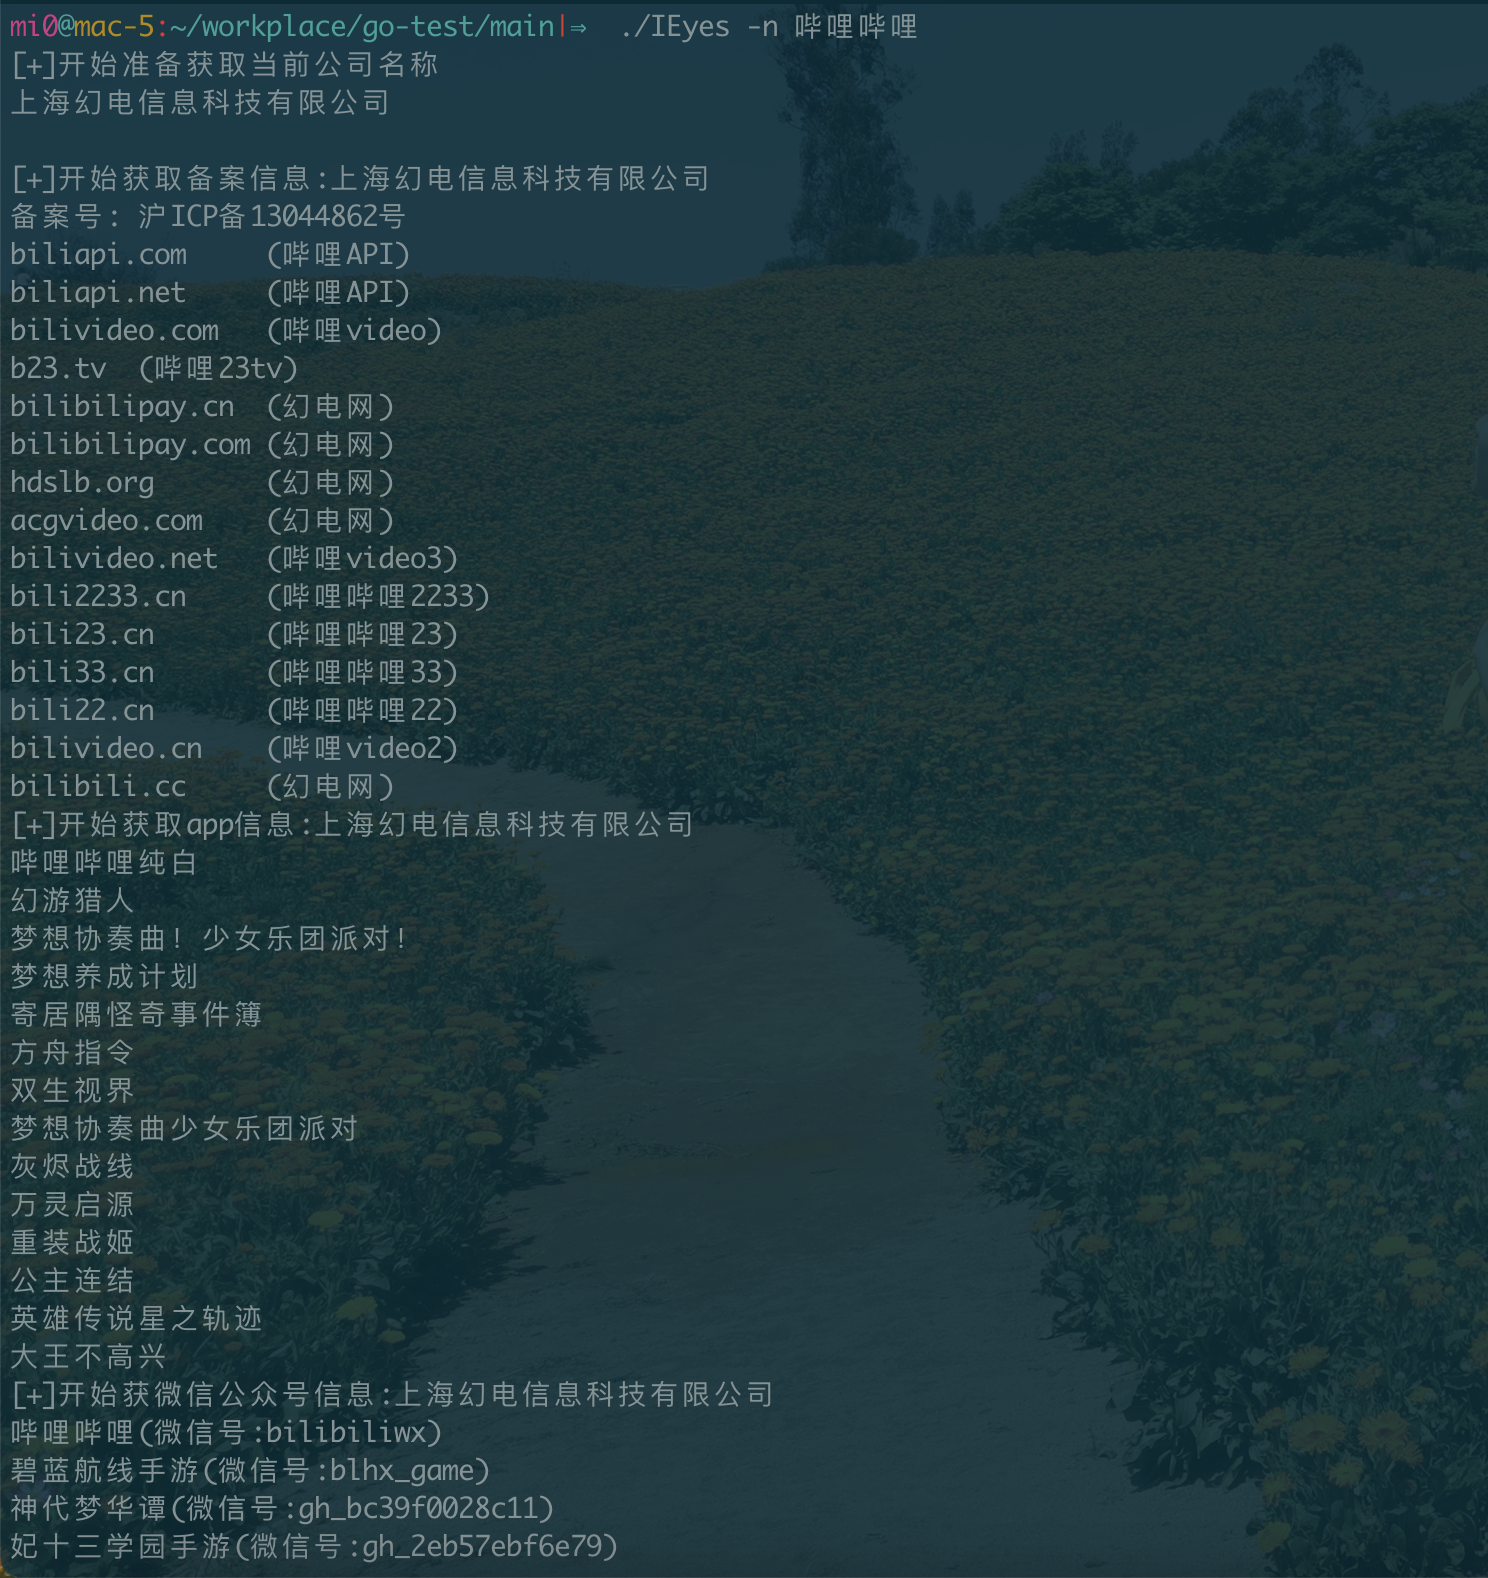 mi0@mac-5:~/workplace/go-test/main|⇒  ./IEyes -n 哔哩哔哩
[+]开始准备获取当前公司名称
上海幻电信息科技有限公司
[+]开始获取备案信息:上海幻电信息科技有限公司
备案号: 沪ICP备13044862号
biliapi.com     (哔哩API)
biliapi.net     (哔哩API)
bilivideo.com   (哔哩video)
b23.tv  (哔哩23tv)
bilibilipay.cn  (幻电网)
bilibilipay.com (幻电网)
hdslb.org       (幻电网)
acgvideo.com    (幻电网)
bilivideo.net   (哔哩video3)
bili2233.cn     (哔哩哔哩2233)
bili23.cn       (哔哩哔哩23)
bili33.cn       (哔哩哔哩33)
bili22.cn       (哔哩哔哩22)
bilivideo.cn    (哔哩video2)
bilibili.cc     (幻电网)
[+]开始获取app信息:上海幻电信息科技有限公司
哔哩哔哩纯白
幻游猎人
梦想协奏曲! 少女乐团派对!
梦想养成计划
寄居隅怪奇事件簿
方舟指令
双生视界
梦想协奏曲少女乐团派对
灰烬战线
万灵启源
重装战姬
公主连结
英雄传说星之轨迹
大王不高兴
[+]开始获微信公众号信息:上海幻电信息科技有限公司
哔哩哔哩(微信号:bilibiliwx)
碧蓝航线手游(微信号:blhx_game)
神代梦华谭(微信号:gh_bc39f0028c11)
妃十三学园手游(微信号:gh_2eb57ebf6e79)